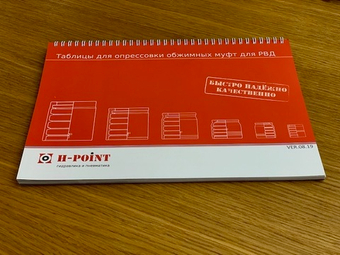 Таблицы для опрессовки обжимных муфт для РВД
БЫСТРО НАДЁЖНО
КАЧЕСТВЕННО
H-POINT
гидравлика и пневматика
VER.08.19